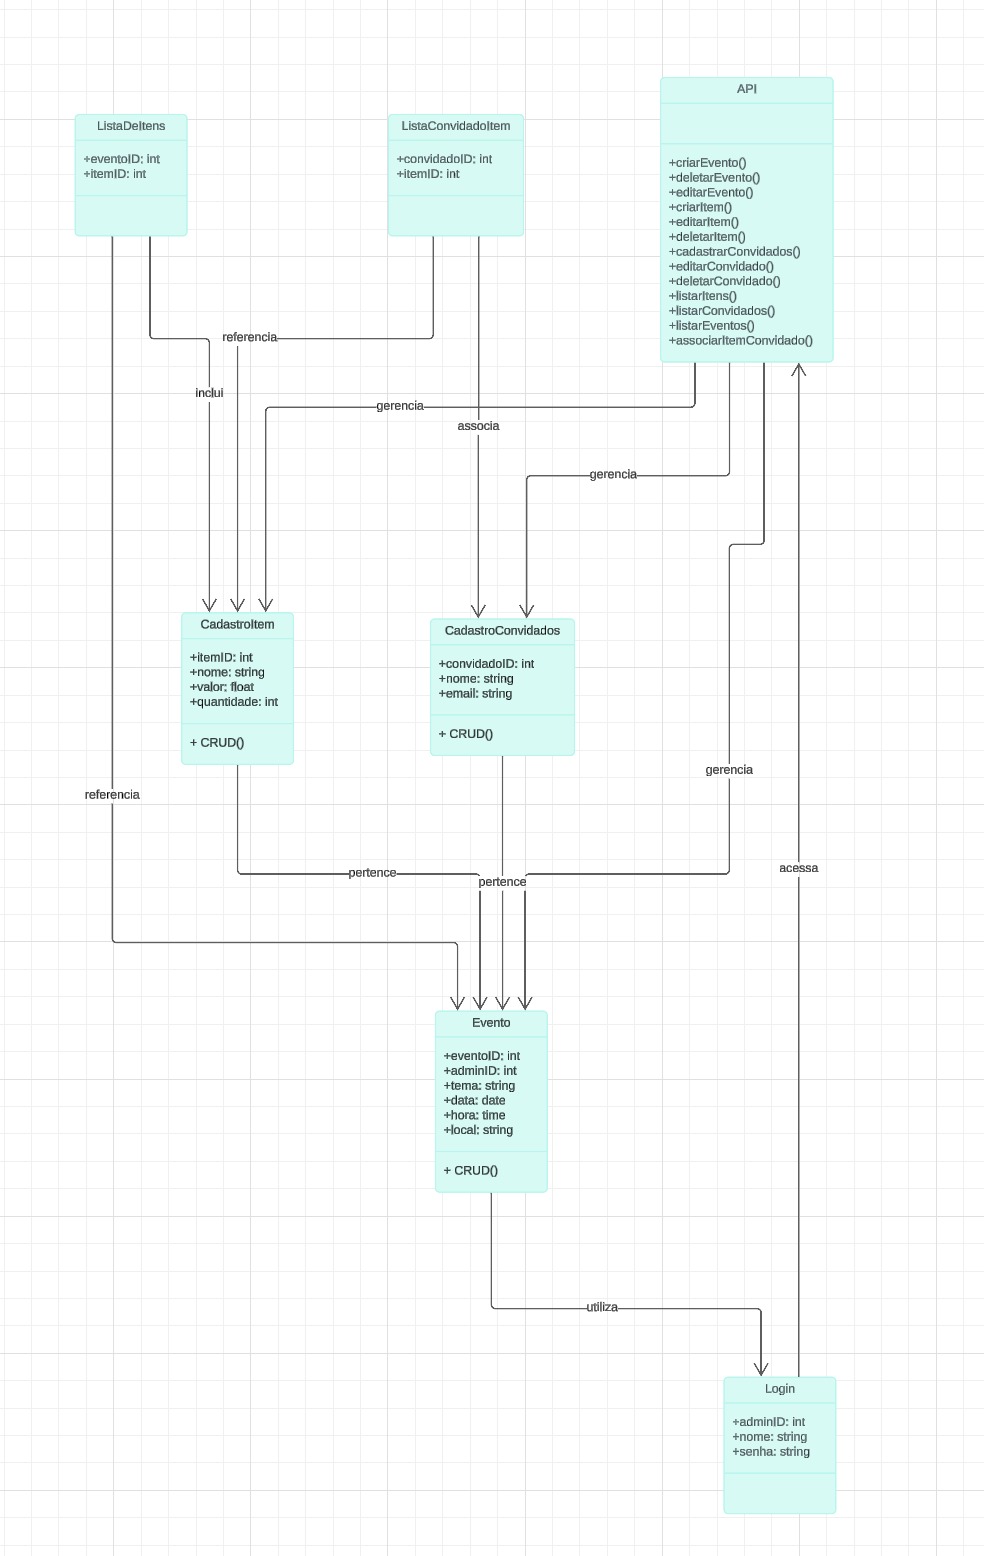 API
+criarEvento()
+deletarEvento()
+editarEvento()
+criarItem()
+editarItem()
+deletarItem()
+cadastrarConvidados()
+editarConvidado()
+deletarConvidado()
+listarItens()
+listarConvidados()
+listarEventos()
+associarItemConvidado()
ListaDeItens
+eventoID: int
+itemID: int
ListaConvidadoItem
+convidadoID: int
+itemID: int
referencia
inclui
gerencia
associa
gerencia
CadastroItem
+itemID: int
+nome: string
+valor: float
+quantidade: int
+ CRUD()
CadastroConvidados
+convidadoID: int
+nome: string
+email: string
+ CRUD()
gerencia
referencia
pertence
pertence
acessa
Evento
+eventoID: int
+adminID: int
+tema: string
+data: date
+hora: time
+local: string
+ CRUD()
utiliza
Login
+adminID: int
+nome: string
+senha: string